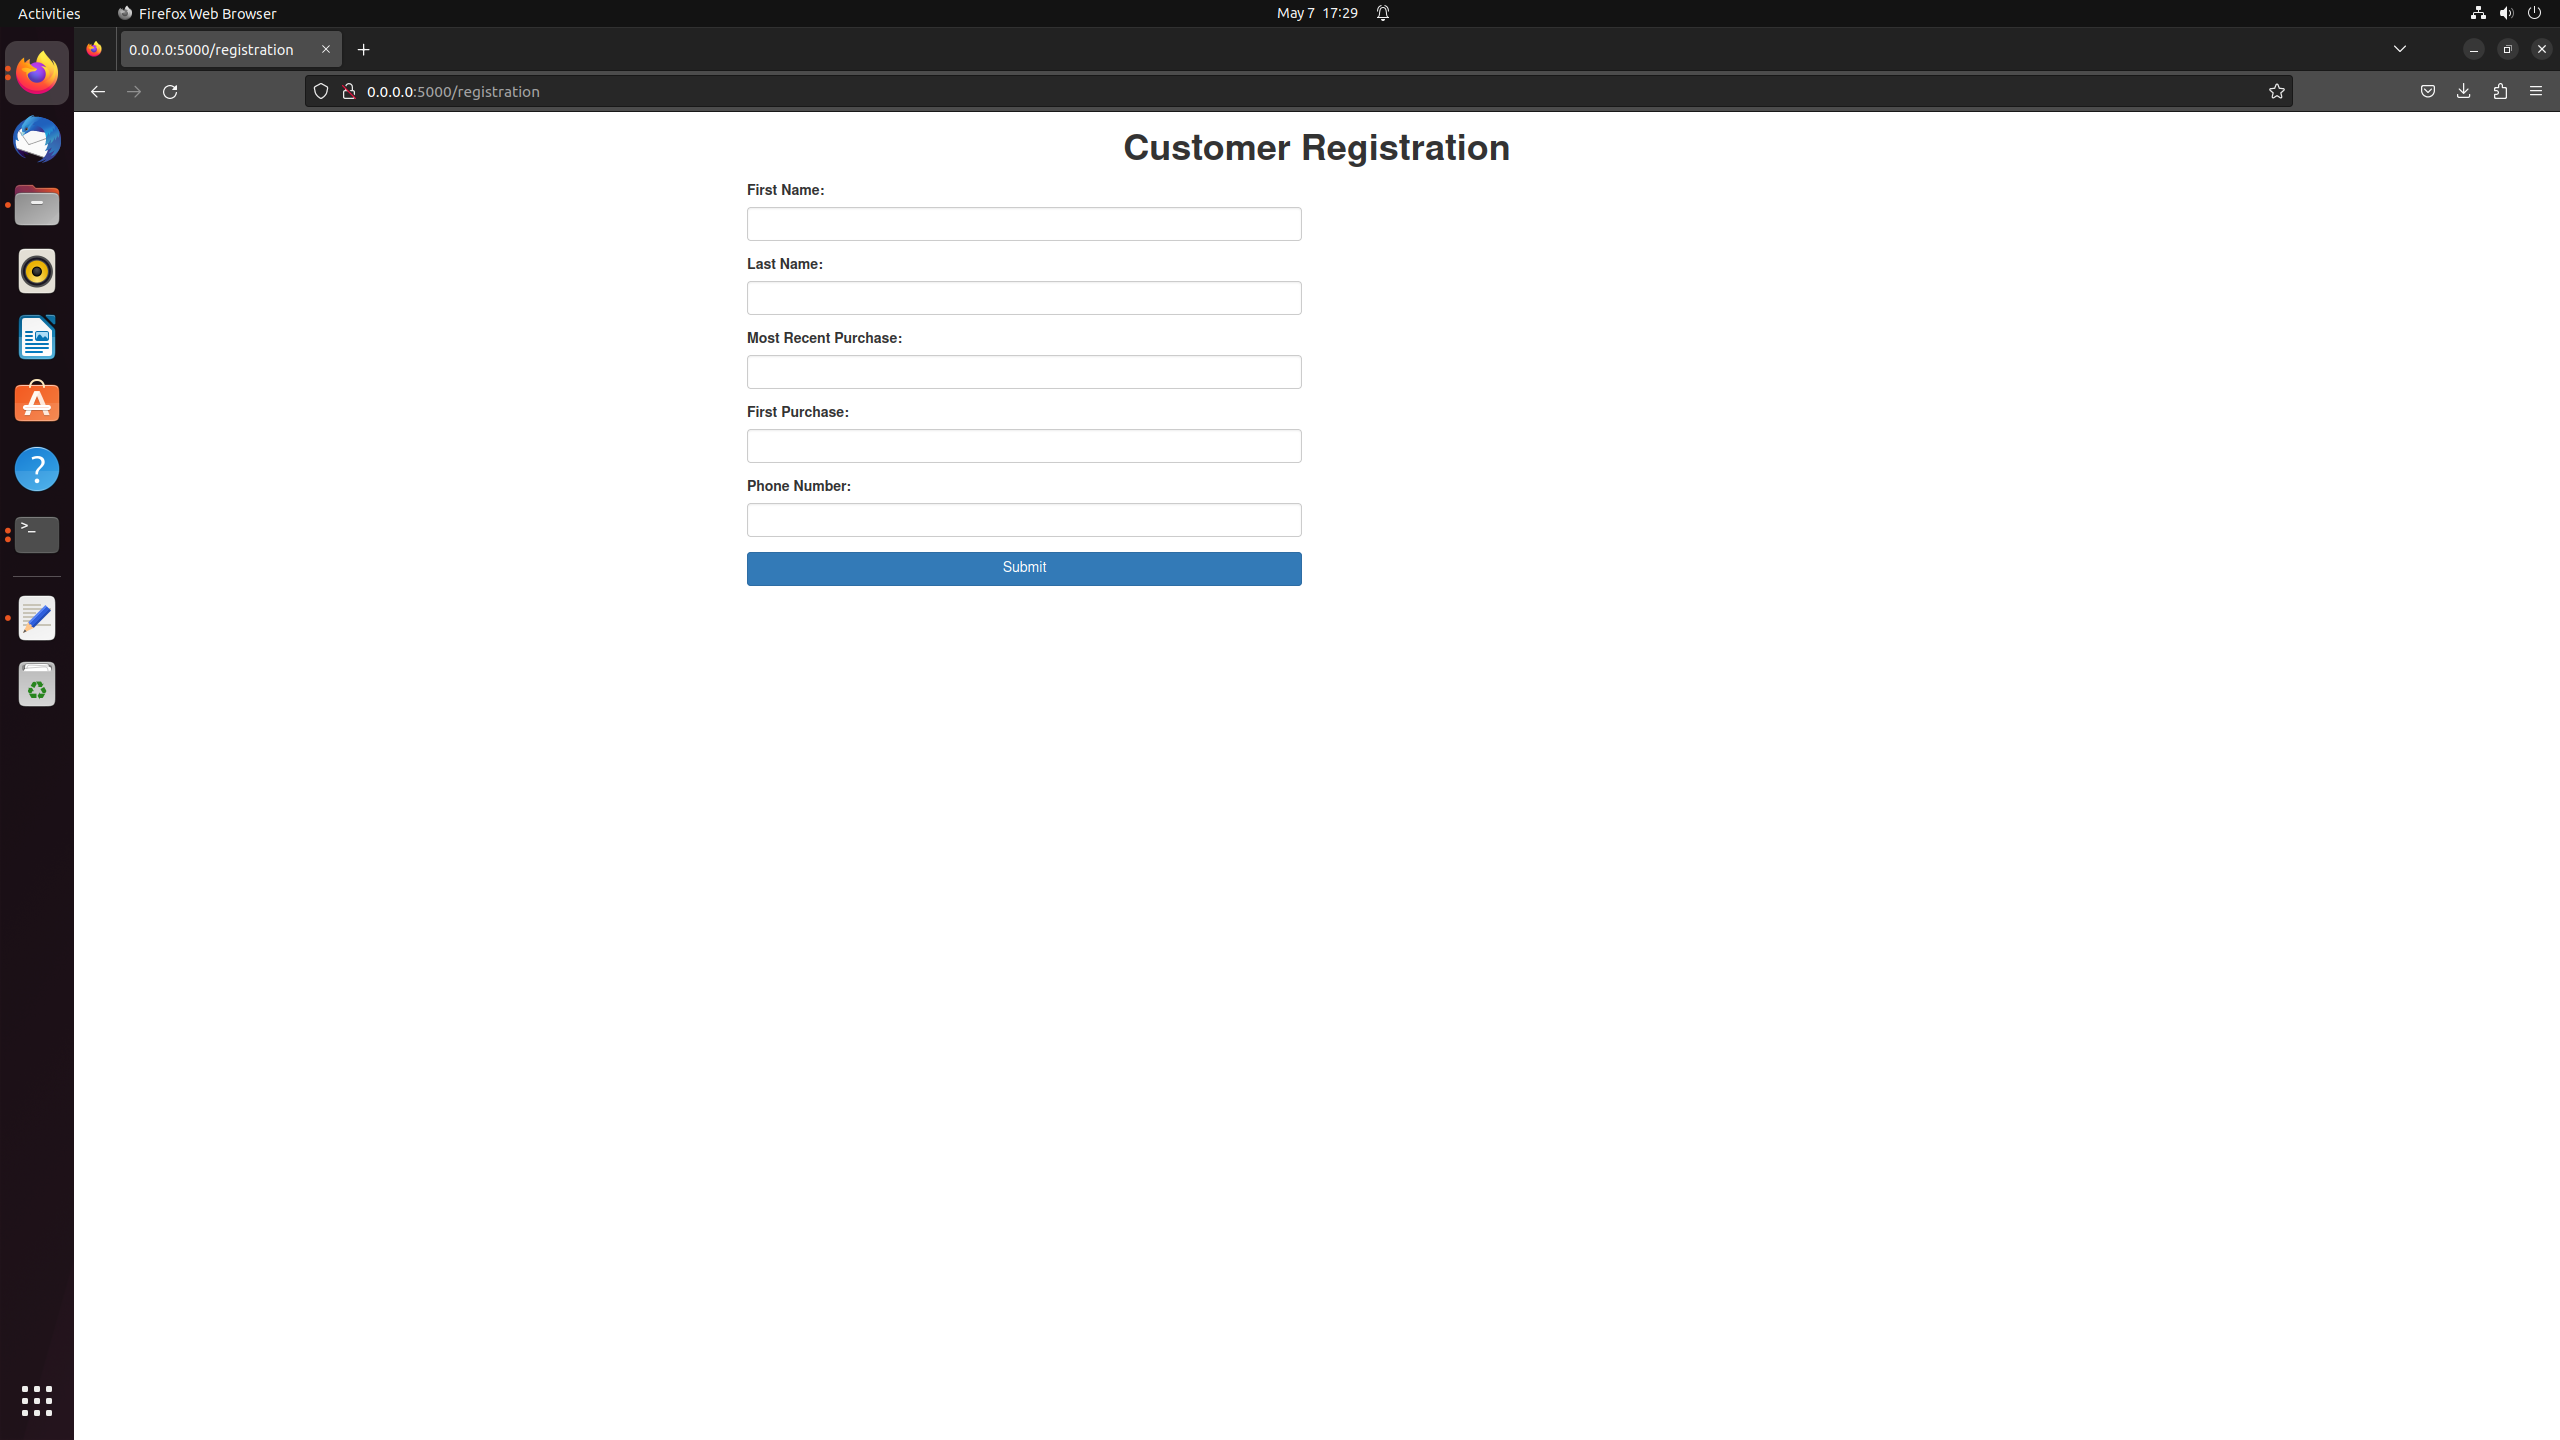 Activities
Firefox Web Browser
May 7 17:29
0.0.0.0:5000/registration
0.0.0.0:5000/registration
Customer Registration
First Name:
Last Name:
Most Recent Purchase:
First Purchase:
Phone Number:
Submit